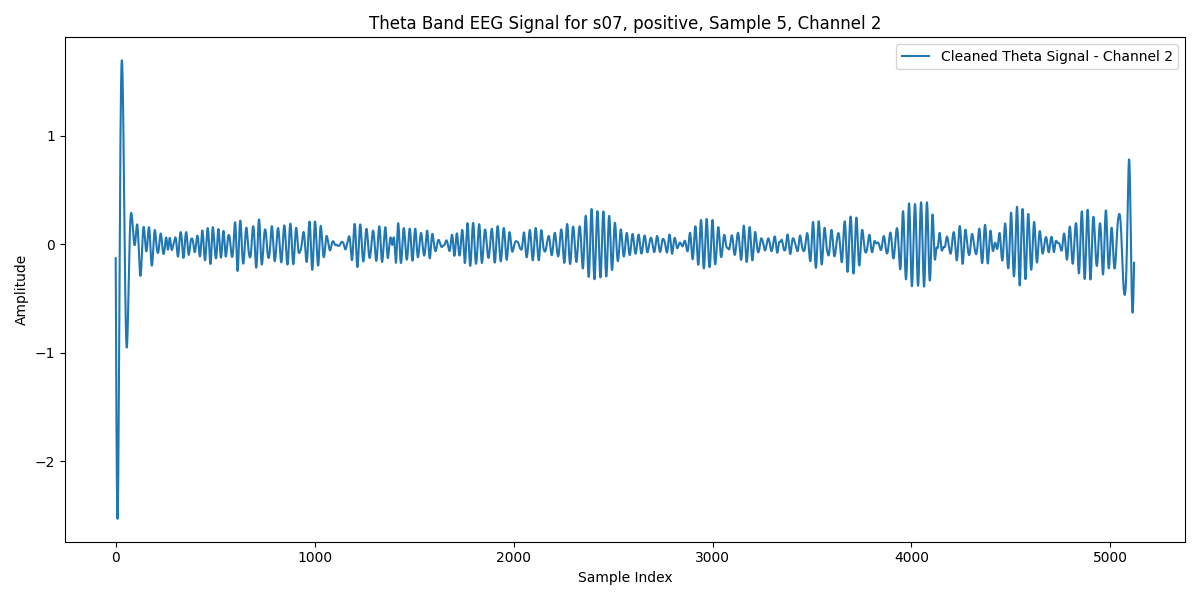 Theta Band EEG Signal for s07, positive, Sample 5, Channel 2
Cleaned Theta Signal - Channel 2
Amplitude
1
0
−1
−2
0 1000 2000 3000 4000 5000
Sample Index